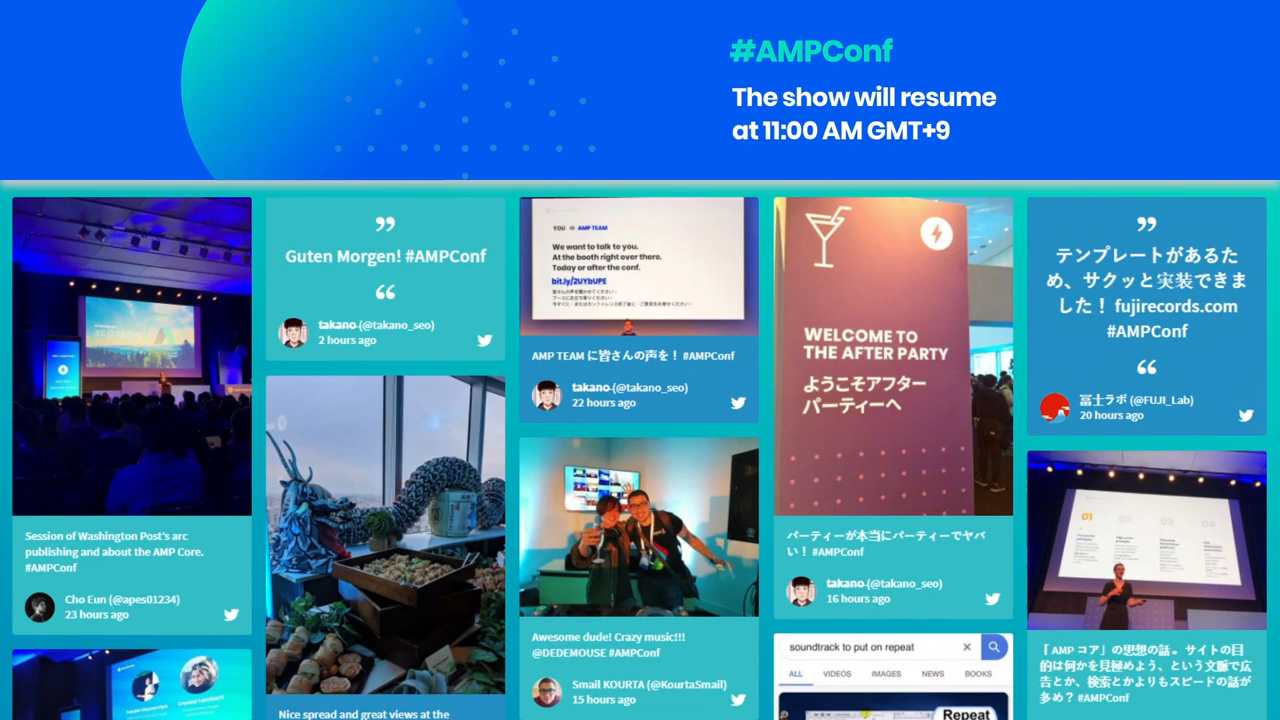 #AMPConf
The show will resume
at 11:00 AM GMT+9
Session of Washington Post's arc
publishing and about the AMP Core.
#AMPConf
Cho Eun (@apes01234)
23 hours ago
”
Guten Morgen! #AMPConf
“
takano (@takano_seo)
2 hours ago
Nice spread and great views at the
YOU AMP TEAM
We want to talk to you.
At the booth right over there.
Today or after the conf.
bit.ly/2UYbUPE
AMP TEAM に皆さんの声を！ #AMPConf
takano (@takano_seo)
22 hours ago
Awesome dude! Crazy music!!!
@DEDEMOUSE #AMPConf
Smail KOURTA (@KourtaSmail)
15 hours ago
WELCOME TO
THE AFTER PARTY
ようこそアフター
パーティーへ
パーティーが本当にパーティーでヤバ
い！ #AMPConf
takano (@takano_seo)
16 hours ago
soundtrack to put on repeat
ALL VIDEOS IMAGES NEWS BOOKS
Repeat
”
テンプレートがあるた
め、サクッと実装できま
した！ fujirecords.com
#AMPConf
“
冨士ラボ (@FUJI_Lab)
20 hours ago
01 02 03 04
「AMP コア」の思想の話。サイトの目
的は何かを見極めよう、という文脈で広
告とか、検索とかよりもスピードの話が
多め？ #AMPConf